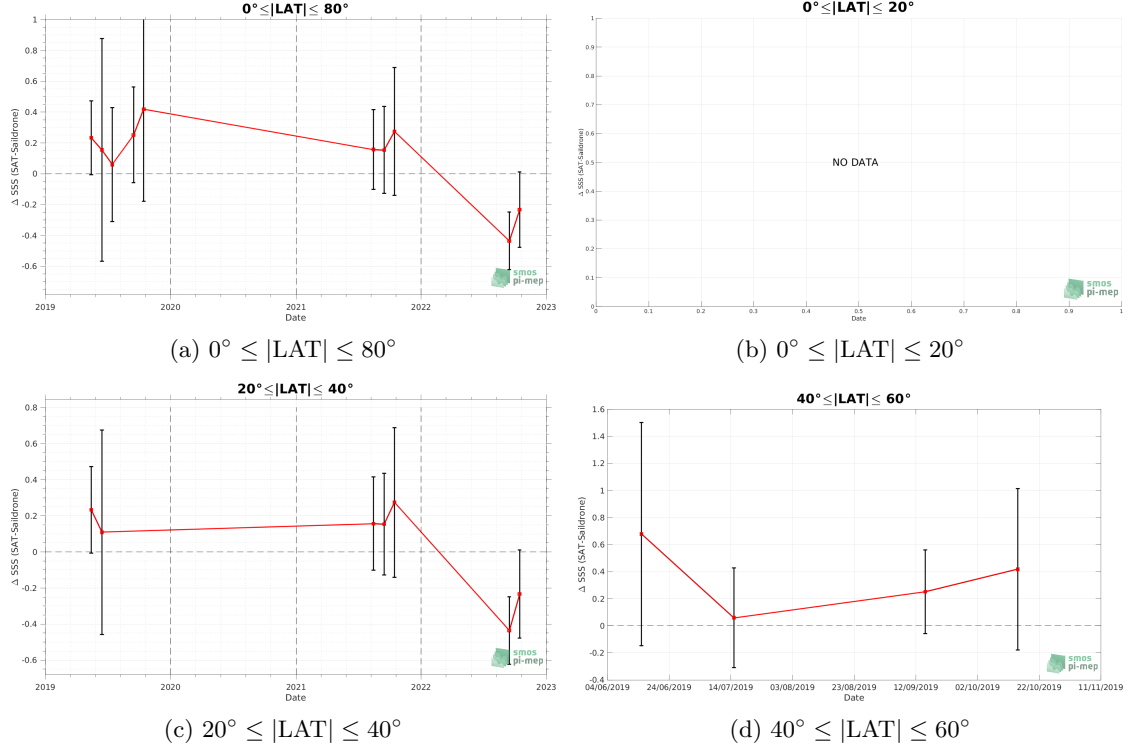 0°≤|LAT|≤ 80°
1
0.8
0.6
0.4
0.2
0
-0.2
-0.4
-0.6
Δ SSS (SAT-Saildrone)
2019 2020 2021 2022 2023
Date
smos
pi-mep
(a) 0° ≤ |LAT| ≤ 80°
0°≤|LAT|≤ 20°
1
0.9
0.8
0.7
0.6
0.5
0.4
0.3
0.2
0.1
0
Δ SSS (SAT-Saildrone)
NO DATA
0 0.1 0.2 0.3 0.4 0.5 0.6 0.7 0.8 0.9 1
Date
smos
pi-mep
(b) 0° ≤ |LAT| ≤ 20°
20°≤|LAT|≤ 40°
0.8
0.6
0.4
0.2
0
-0.2
-0.4
-0.6
Δ SSS (SAT-Saildrone)
2019 2020 2021 2022 2023
Date
smos
pi-mep
(c) 20° ≤ |LAT| ≤ 40°
40°≤|LAT|≤ 60°
1.6
1.4
1.2
1
0.8
0.6
0.4
0.2
0
-0.2
-0.4
Δ SSS (SAT-Saildrone)
04/06/2019 24/06/2019 14/07/2019 03/08/2019 23/08/2019 12/09/2019 02/10/2019 22/10/2019 11/11/2019
Date
smos
pi-mep
(d) 40° ≤ |LAT| ≤ 60°